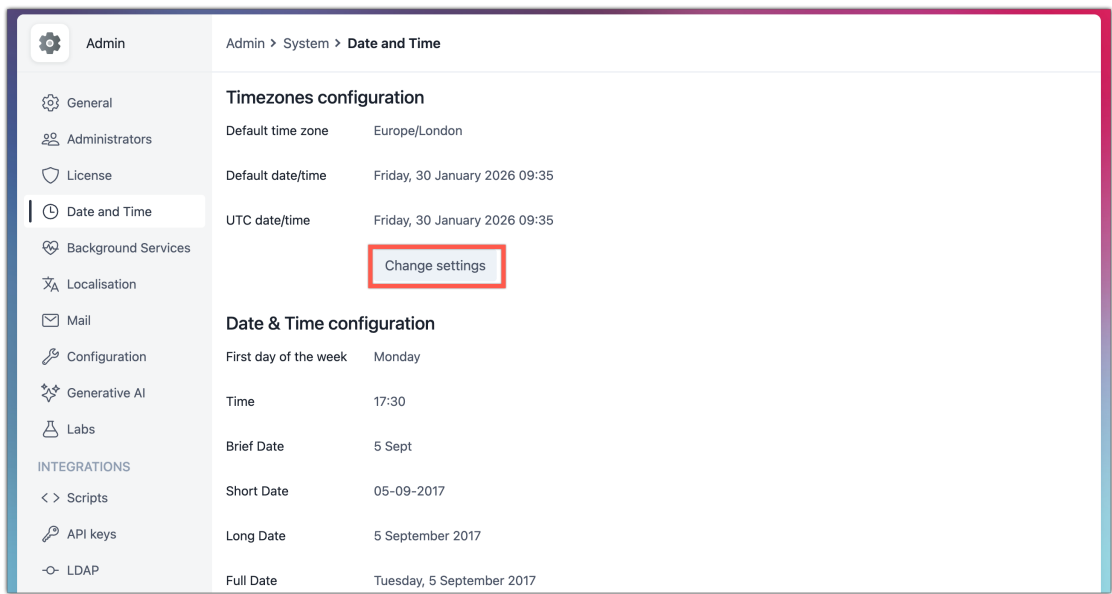 Admin
Admin > System > Date and Time
General
Administrators
License
Date and Time
Background Services
Localisation
Mail
Configuration
Generative AI
Labs
INTEGRATIONS
Scripts
API keys
LDAP
Timezones configuration
Default time zone Europe/London
Default date/time Friday, 30 January 2026 09:35
UTC date/time Friday, 30 January 2026 09:35
Change settings
Date & Time configuration
First day of the week Monday
Time 17:30
Brief Date 5 Sept
Short Date 05-09-2017
Long Date 5 September 2017
Full Date Tuesday, 5 September 2017